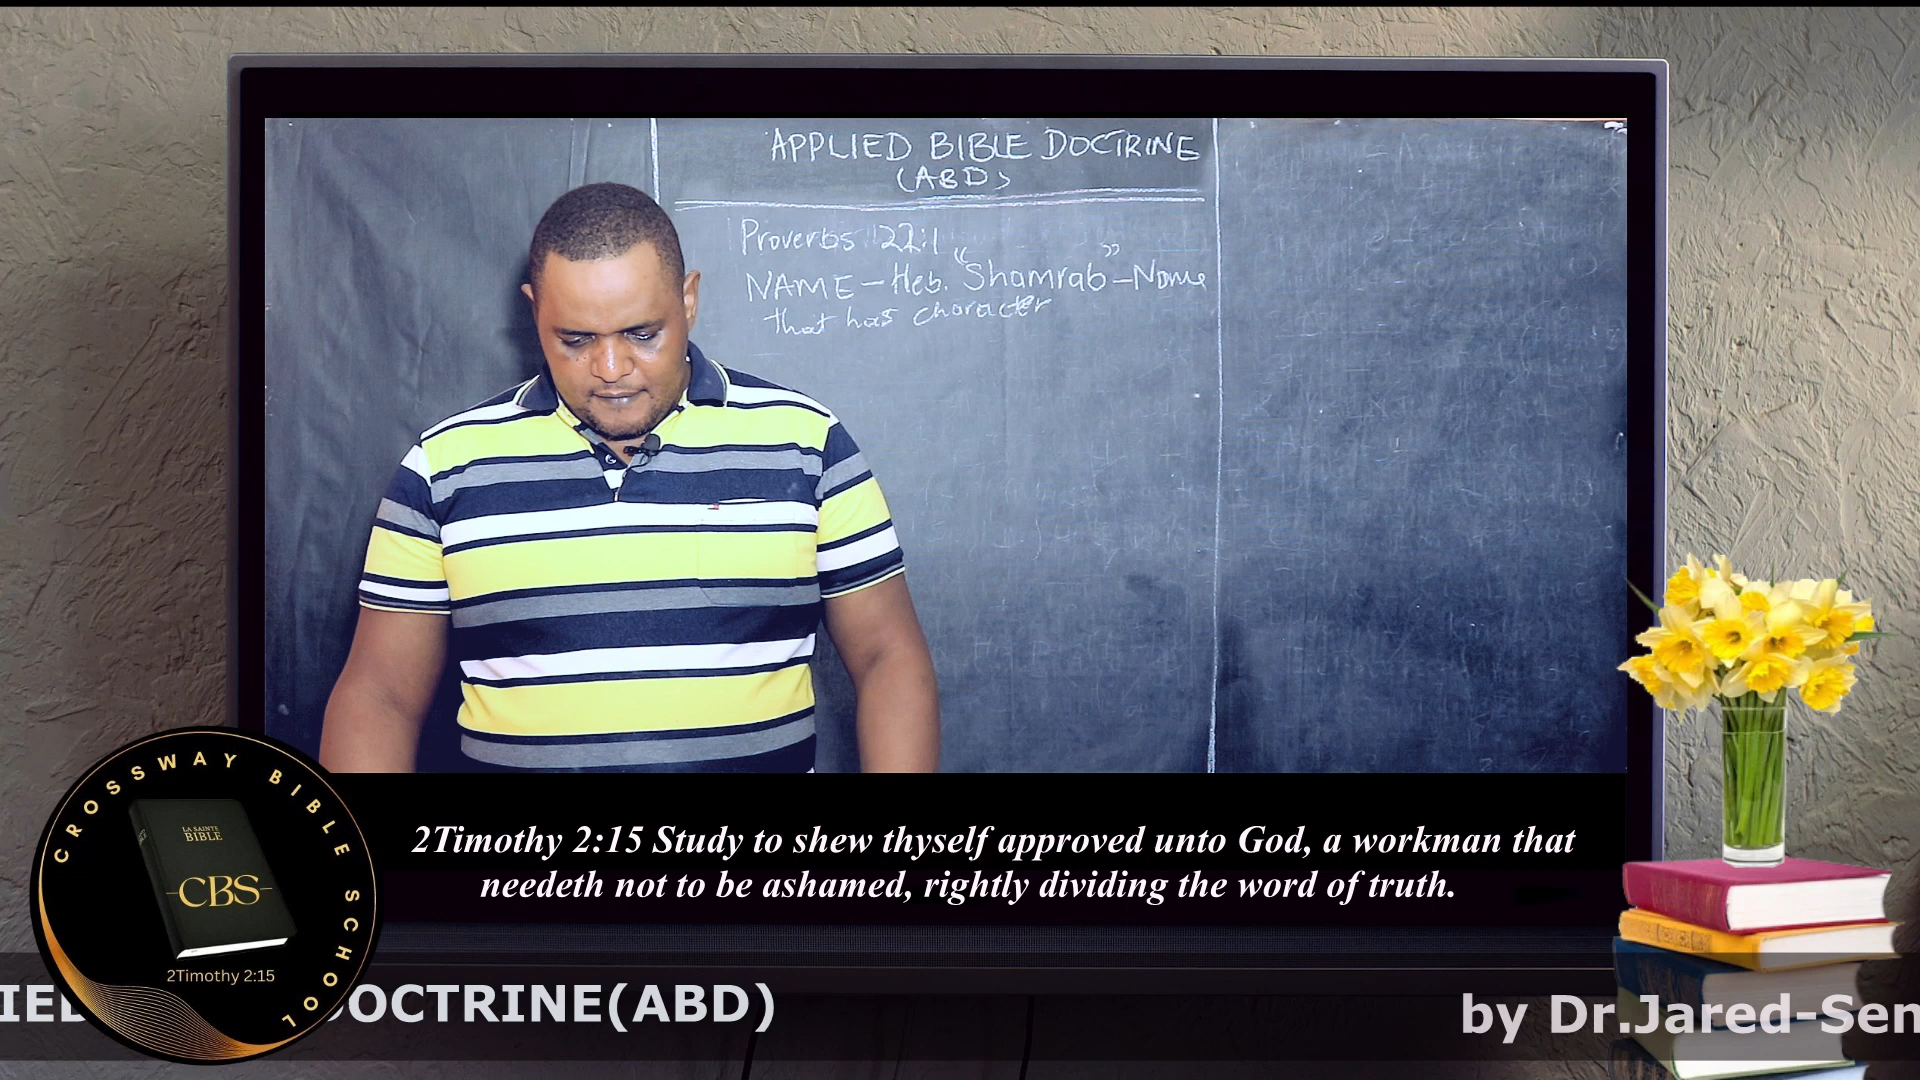 APPLIED BIBLE DOCTRINE
(ABD)
Proverbs 22:1
NAME - Heb. "Shamrab" - Name
that has character
CROSSWAY BIBLE SCHOOL
LA SAINTE
BIBLE
CBS
2Timothy 2:15
2Timothy 2:15 Study to shew thyself approved unto God, a workman that
needeth not to be ashamed, rightly dividing the word of truth.
IED OCTRINE(ABD)
by Dr.Jared-Sen